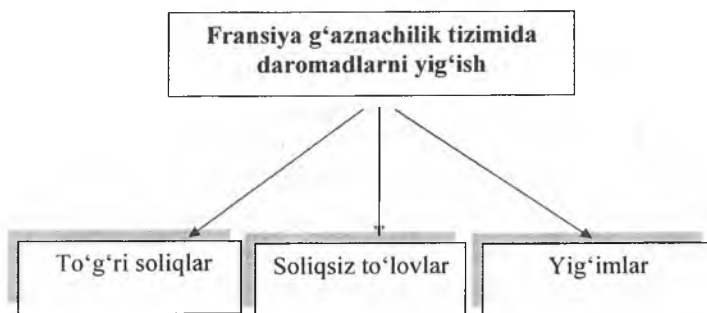 Fransiya g‘aznachilik tizimida
daromadlarni yig‘ish
To‘g‘ri soliqlar
Soliqsiz to‘lovlar
Yig‘imlar